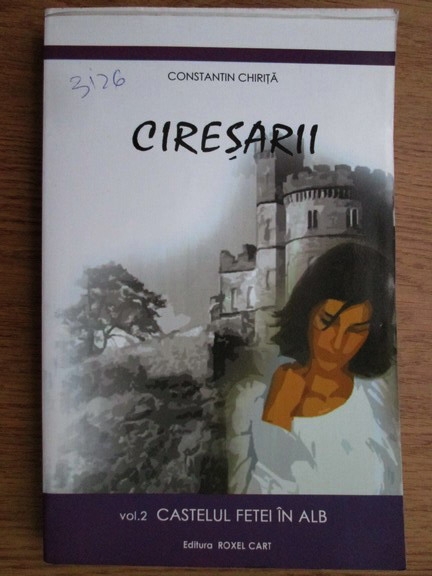 CONSTANTIN CHIRIȚĂ
3126
CIREȘARII
vol.2 CASTELUL FETEI ÎN ALB
Editura ROXEL CART